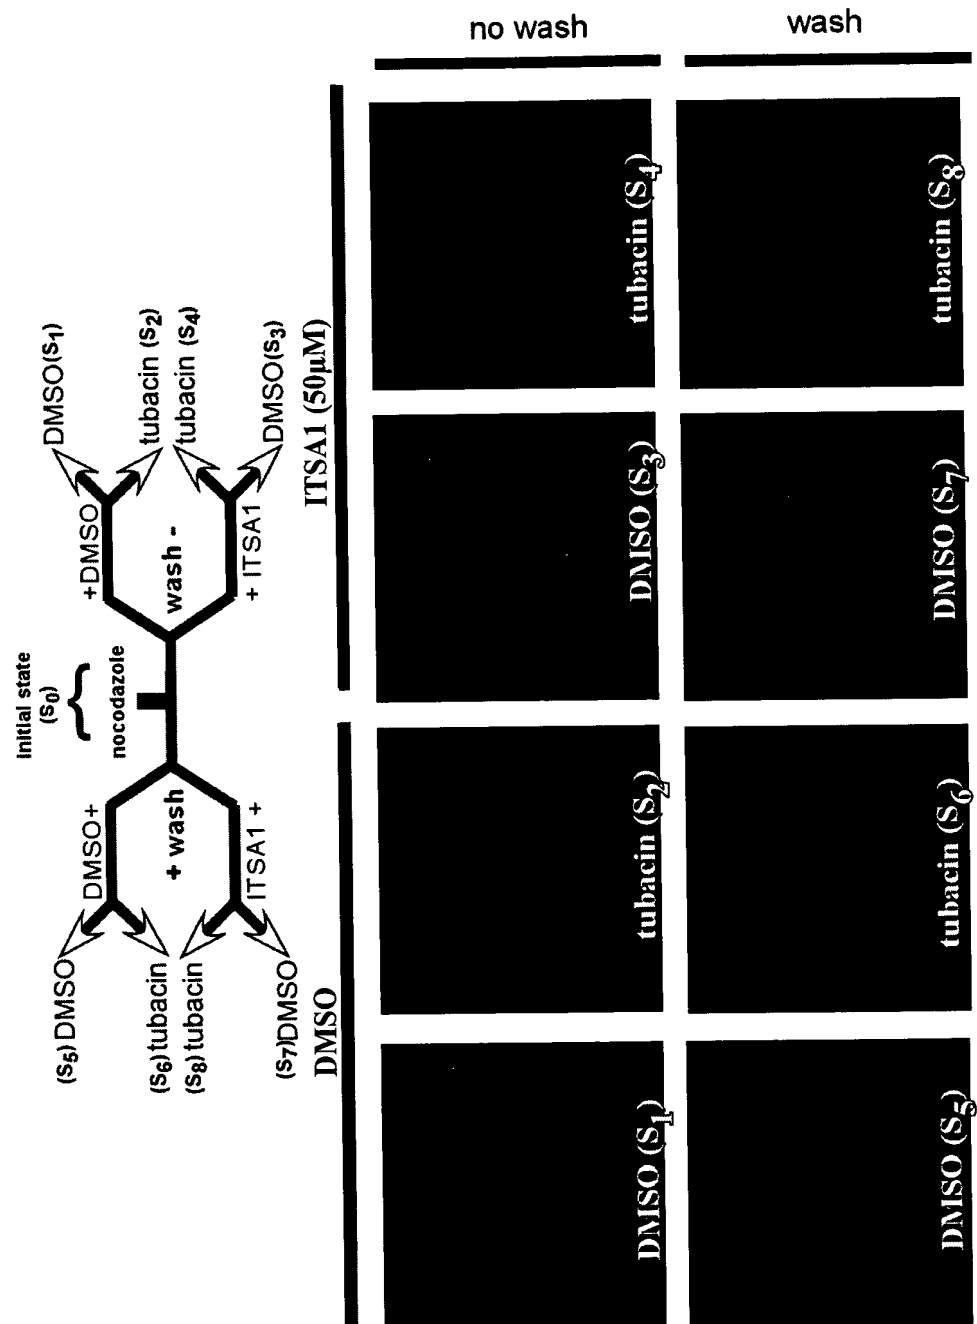 no wash
wash
Initial state
(s0)
nocodazole
DMSO(s1)
+DMSO
tubacin (s2)
tubacin (s4)
wash -
+ ITSA1
DMSO(s3)
(s5)DMSO
DMSO+
(s6)tubacin
+ wash
(s8)tubacin
ITSA1 +
(s7)DMSO
DMSO
ITSA1 (50μM)
DMSO (s1)
tubacin (s2)
DMSO (s3)
tubacin (s4)
DMSO (s5)
tubacin (s6)
DMSO (s7)
tubacin (s8)